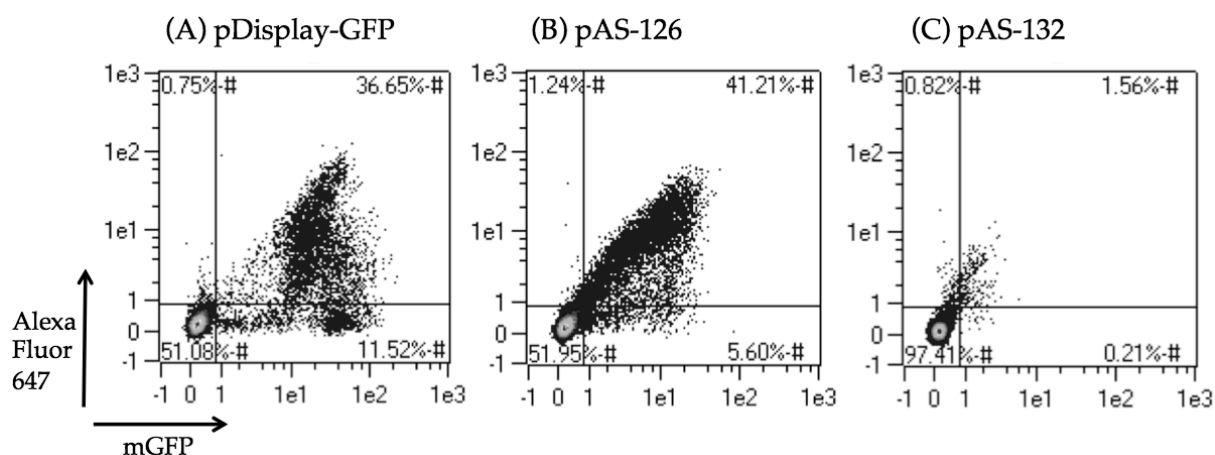 (A) pDisplay-GFP
(B) pAS-126
(C) pAS-132
1e3
0.75%-#
36.65%-#
1e2
1e1
1
0
-1
51.08%-#
11.52%-#
-1 0 1 1e1 1e2 1e3
1e3
1.24%-#
41.21%-#
1e2
1e1
1
0
-1
51.95%-#
5.60%-#
-1 0 1 1e1 1e2 1e3
1e3
0.82%-#
1.56%-#
1e2
1e1
1
0
-1
97.41%-#
0.21%-#
-1 0 1 1e1 1e2 1e3
Alexa
Fluor
647
mGFP